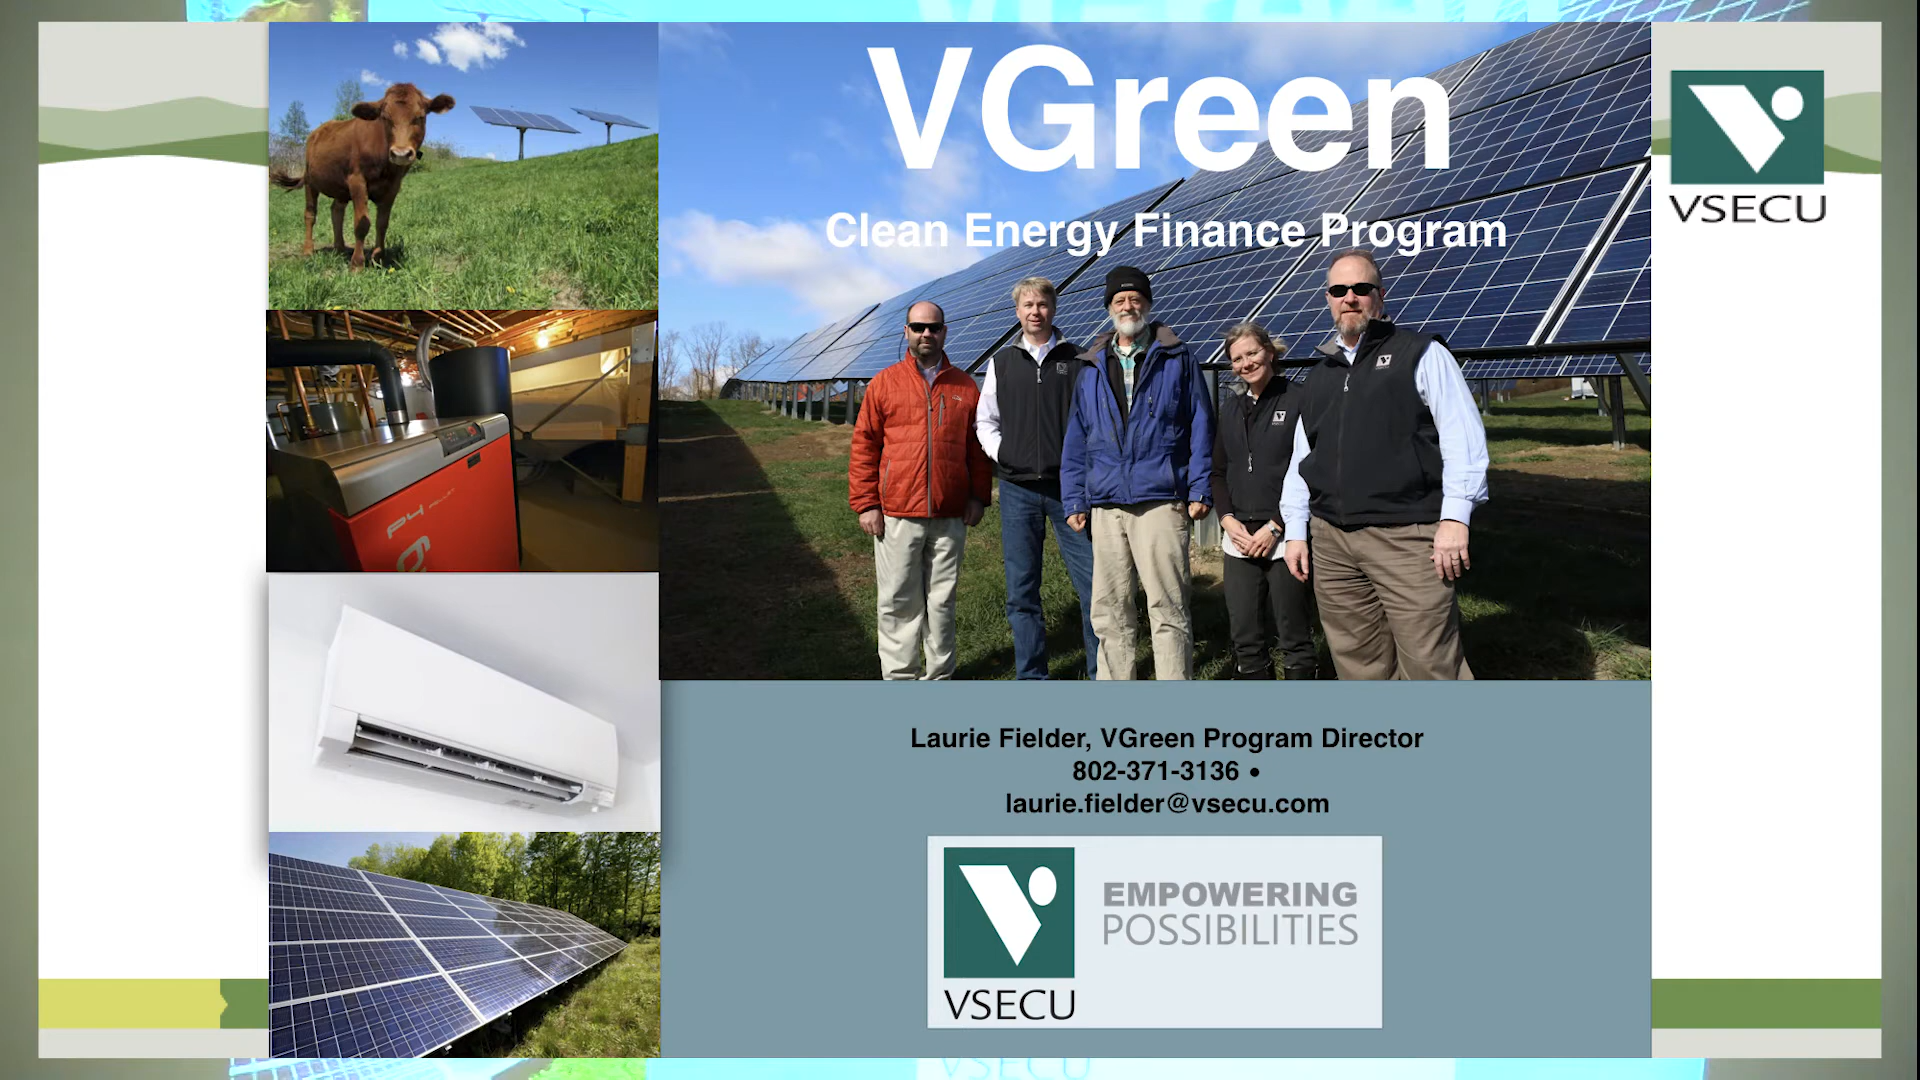 VGreen
Clean Energy Finance Program
VSECU
P4
Laurie Fielder, VGreen Program Director
802-371-3136 •
laurie.fielder@vsecu.com
EMPOWERING
POSSIBILITIES
VSECU